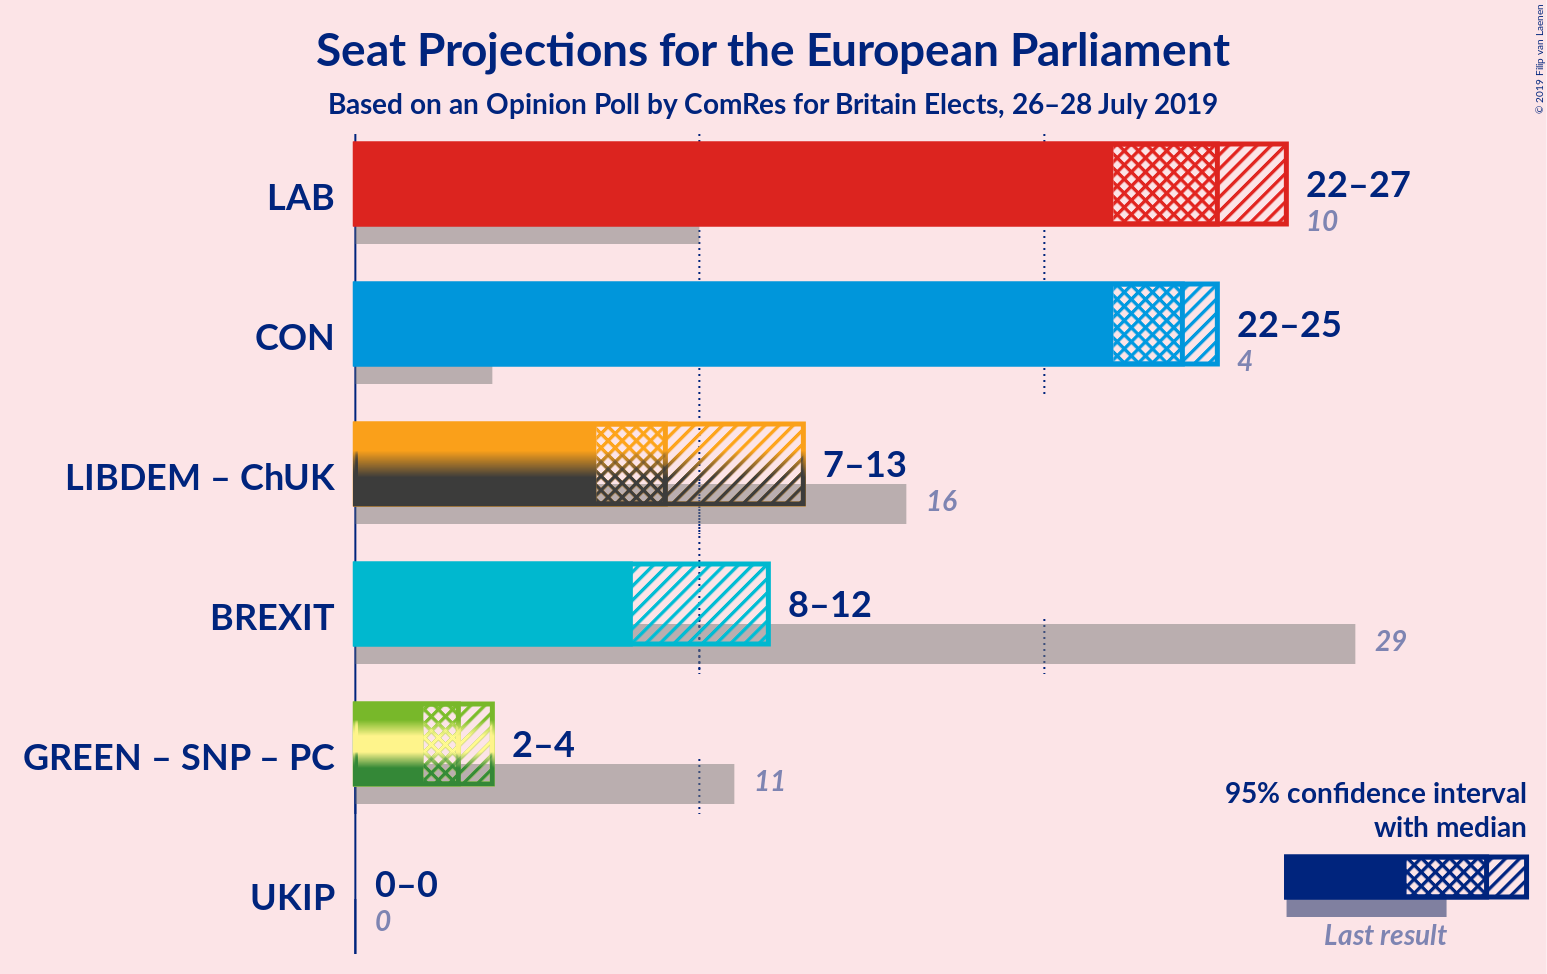 Seat Projections for the European Parliament
Based on an Opinion Poll by ComRes for Britain Elects, 26–28 July 2019
© 2019 Filip van Laenen
LAB
22–27
10
CON
22–25
4
LIBDEM – ChUK
7–13
16
BREXIT
8–12
29
GREEN – SNP – PC
2–4
11
UKIP
0–0
0
95% confidence interval
with median
Last result